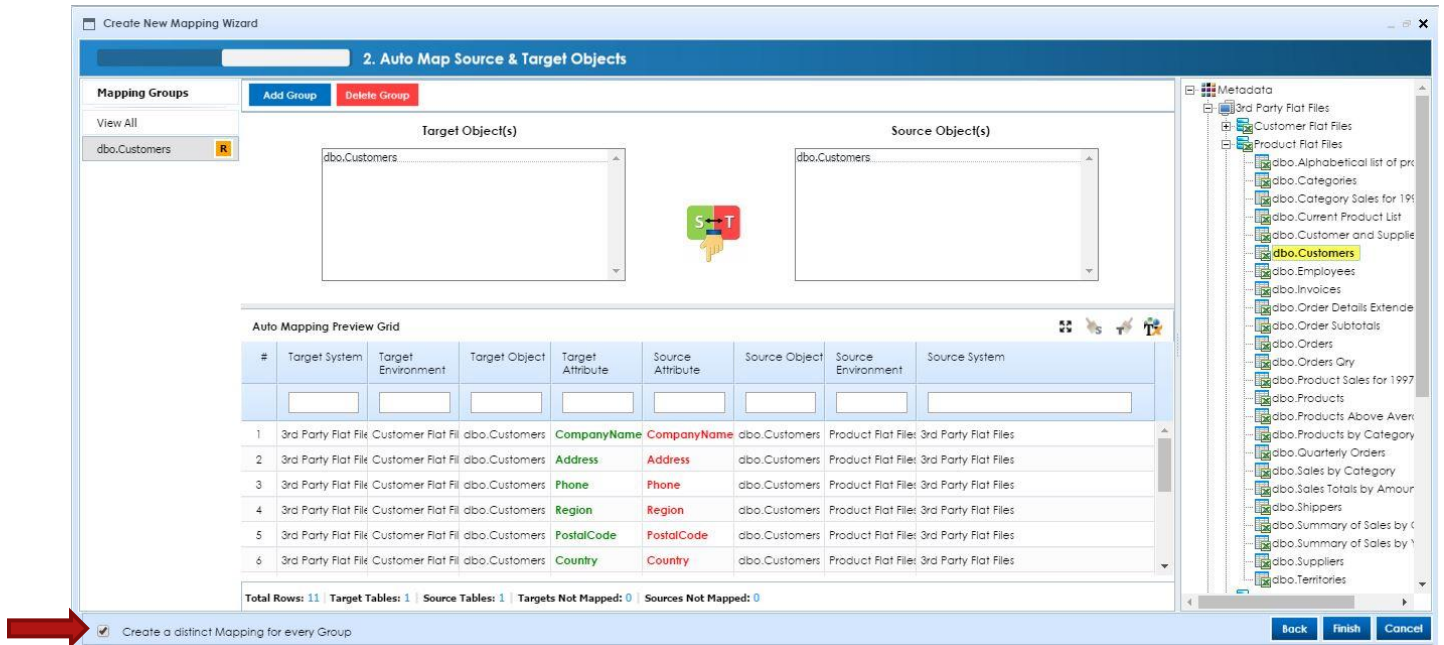 Create New Mapping Wizard
2. Auto Map Source & Target Objects
Mapping Groups
View All
dbo.Customers R
Add Group Delete Group
Target Object(s) Source Object(s)
dbo.Customers dbo.Customers
S T
Auto Mapping Preview Grid
S T T
# Target System Target Environment Target Object Target Attribute Source Attribute Source Object Source Environment Source System
1 3rd Party Flat File Customer Flat Fil dbo.Customers CompanyName CompanyName dbo.Customers Product Flat Files 3rd Party Flat Files
2 3rd Party Flat File Customer Flat Fil dbo.Customers Address Address dbo.Customers Product Flat Files 3rd Party Flat Files
3 3rd Party Flat File Customer Flat Fil dbo.Customers Phone Phone dbo.Customers Product Flat Files 3rd Party Flat Files
4 3rd Party Flat File Customer Flat Fil dbo.Customers Region Region dbo.Customers Product Flat Files 3rd Party Flat Files
5 3rd Party Flat File Customer Flat Fil dbo.Customers PostalCode PostalCode dbo.Customers Product Flat Files 3rd Party Flat Files
6 3rd Party Flat File Customer Flat Fil dbo.Customers Country Country dbo.Customers Product Flat Files 3rd Party Flat Files
Total Rows: 11 Target Tables: 1 Source Tables: 1 Targets Not Mapped: 0 Sources Not Mapped: 0
Metadata
3rd Party Flat Files
Customer Flat Files
Product Flat Files
dbo.Alphabetical list of pro
dbo.Categories
dbo.Category Sales for 199
dbo.Current Product List
dbo.Customer and Supplie
dbo.Customers
dbo.Employees
dbo.Invoices
dbo.Order Details Extende
dbo.Order Subtotals
dbo.Orders
dbo.Orders Qry
dbo.Product Sales for 1997
dbo.Products
dbo.Products Above Avera
dbo.Products by Category
dbo.Quarterly Orders
dbo.Sales by Category
dbo.Sales Totals by Amoun
dbo.Shippers
dbo.Summary of Sales by Q
dbo.Summary of Sales by Y
dbo.Suppliers
dbo.Territories
Create a distinct Mapping for every Group
Back Finish Cancel